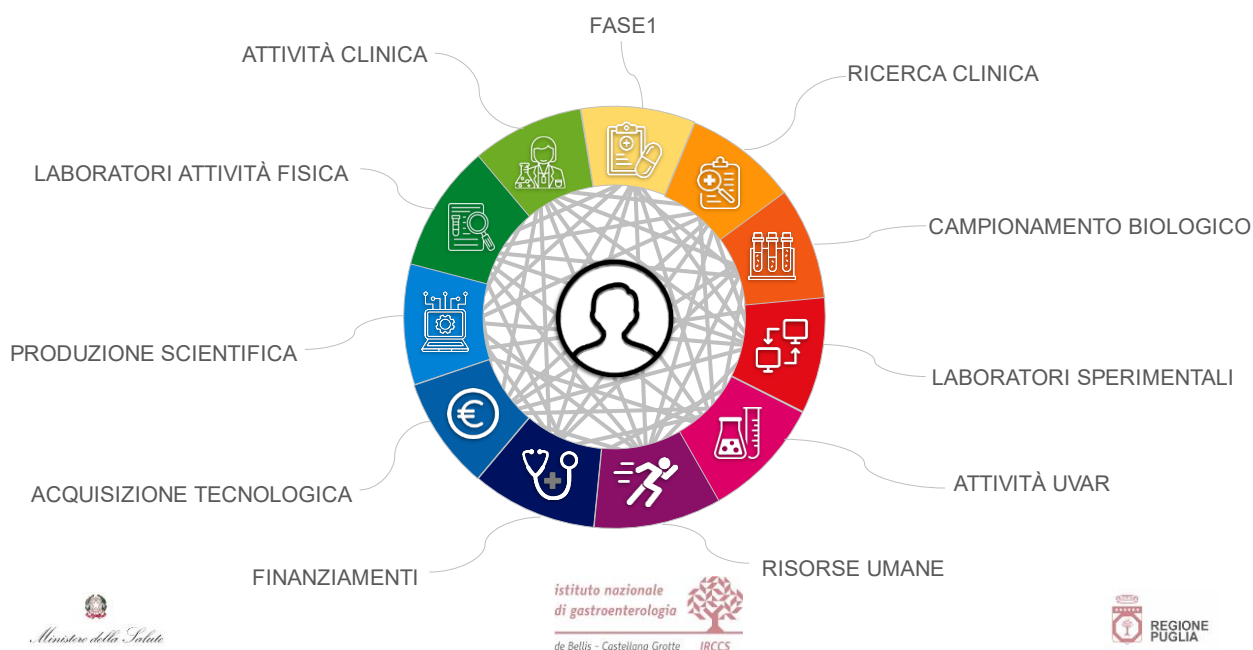 FASE1
ATTIVITÀ CLINICA
RICERCA CLINICA
LABORATORI ATTIVITÀ FISICA
CAMPIONAMENTO BIOLOGICO
PRODUZIONE SCIENTIFICA
LABORATORI SPERIMENTALI
ACQUISIZIONE TECNOLOGICA
ATTIVITÀ UVAR
FINANZIAMENTI
RISORSE UMANE
Ministero della Salute
istituto nazionale
di gastroenterologia
de Bellis - Castellana Grotte IRCCS
REGIONE
PUGLIA